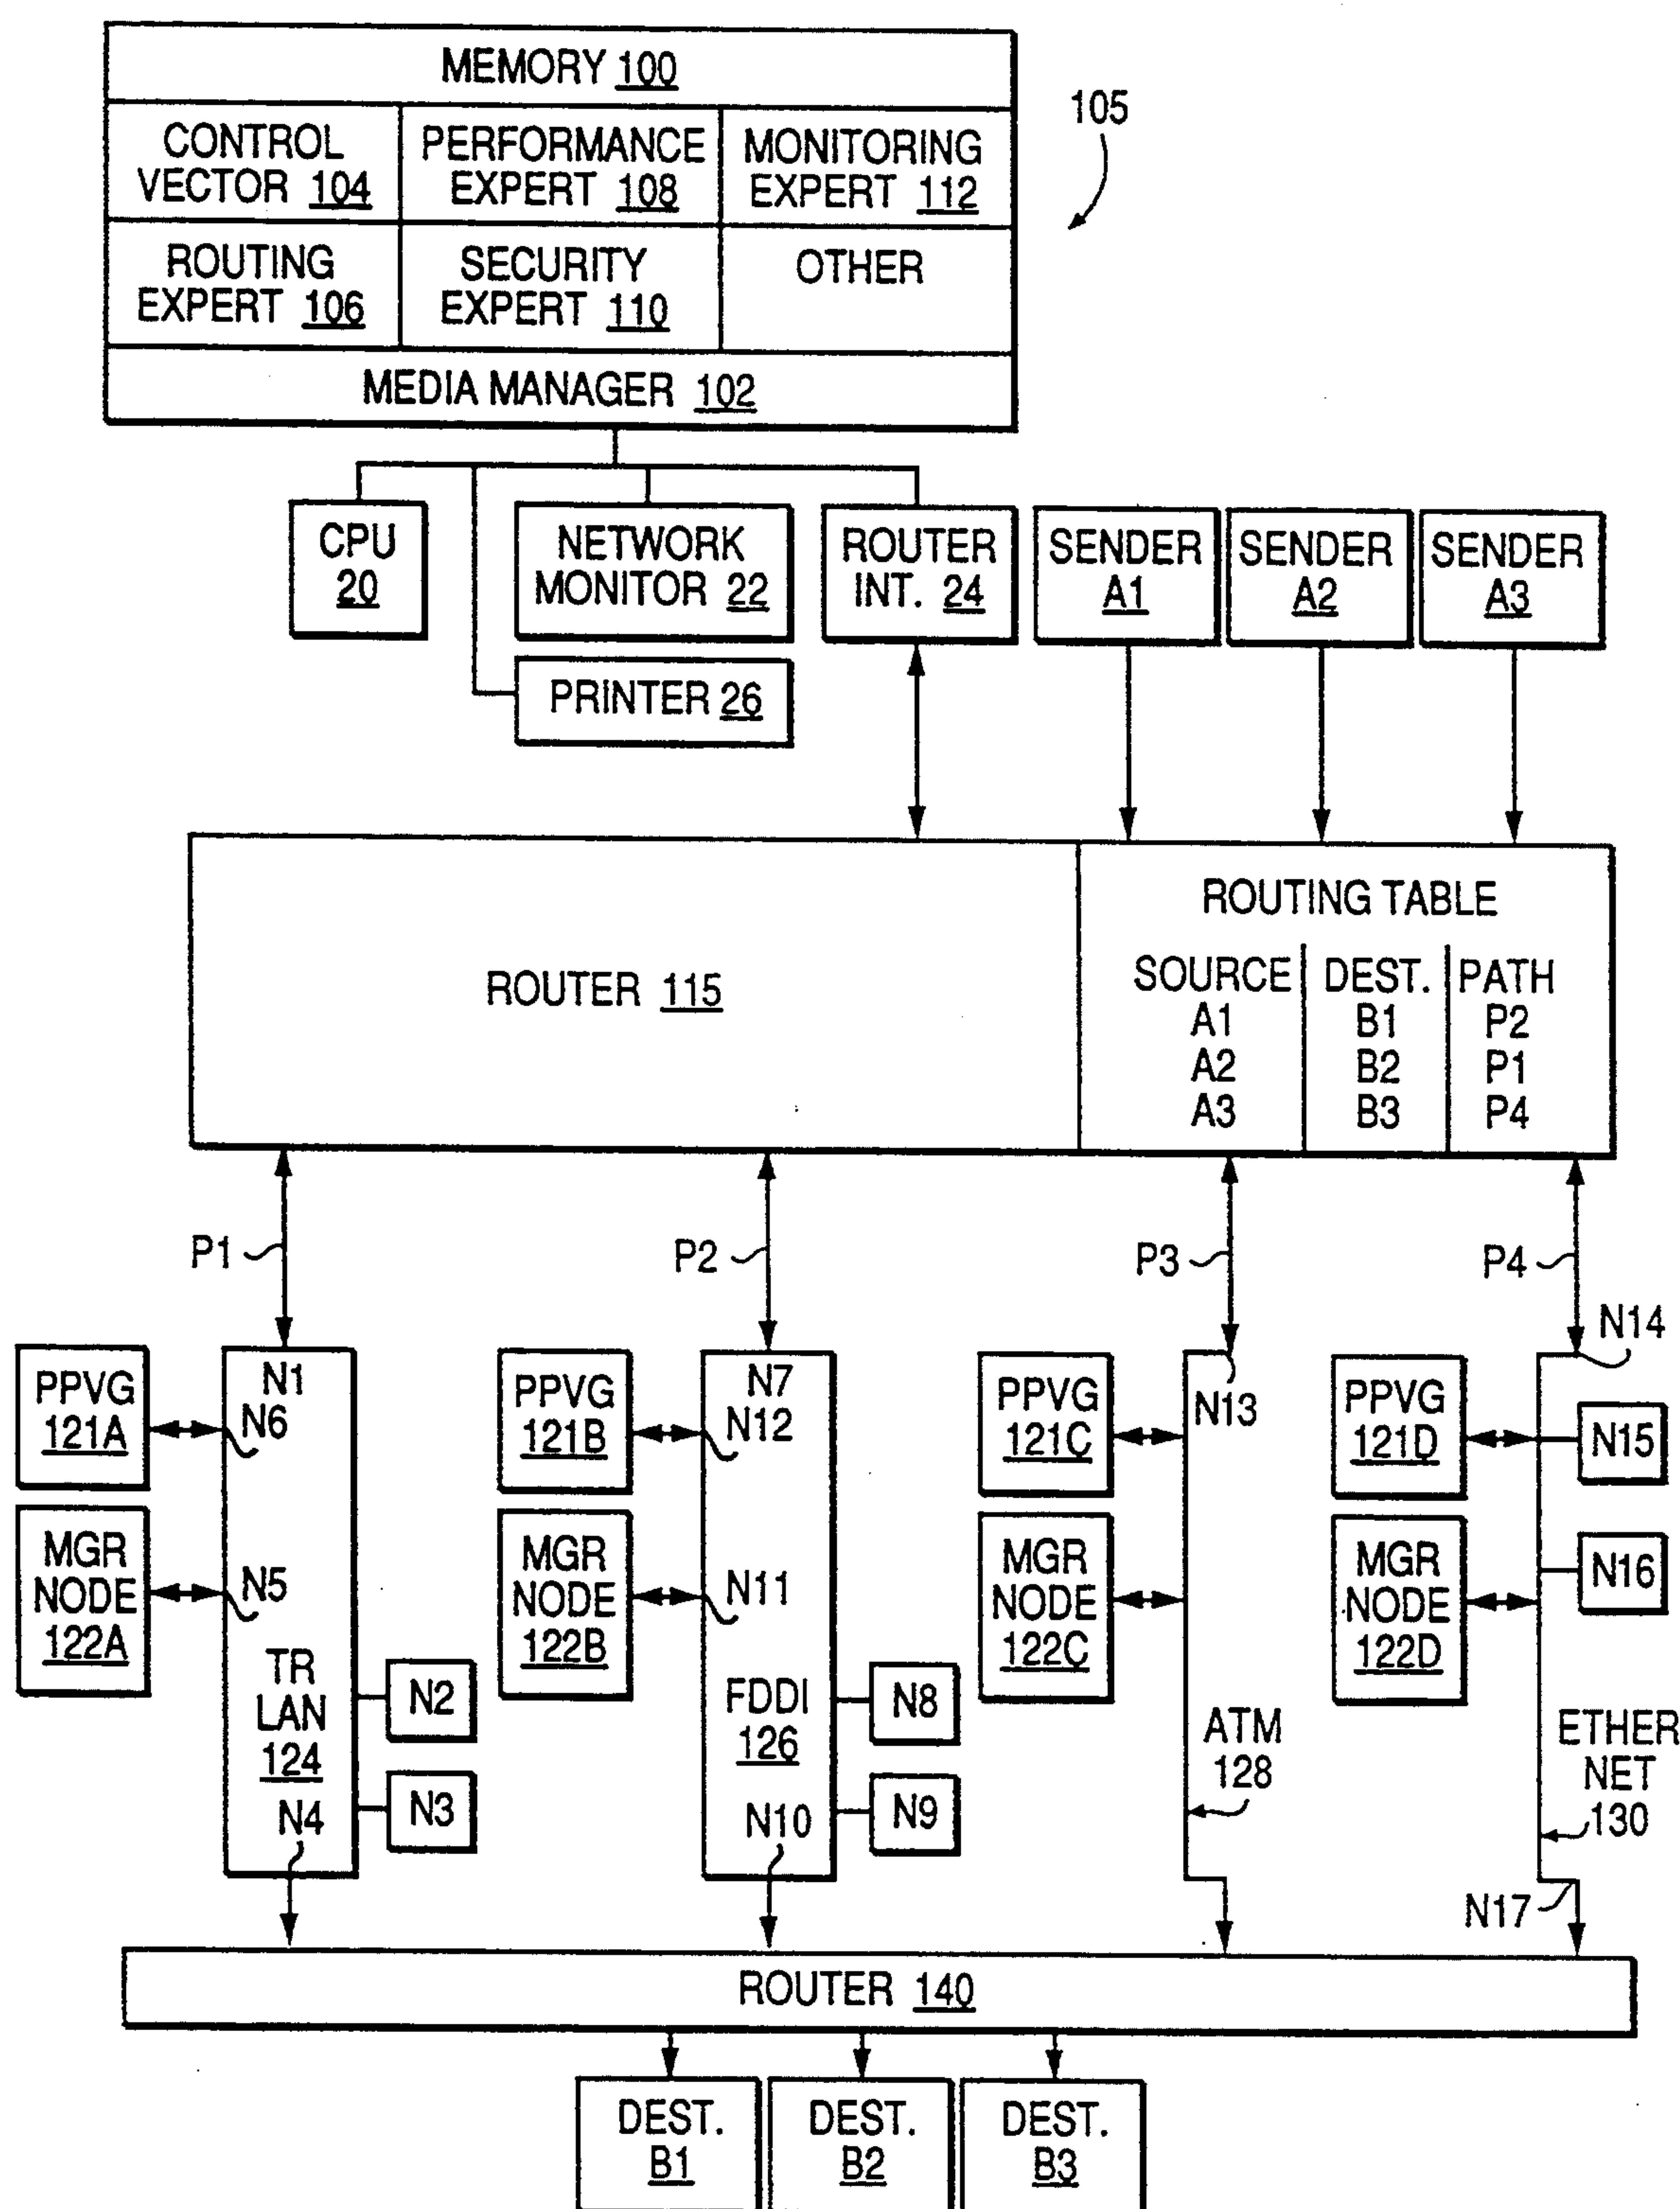 MEMORY 100
105
CONTROL
VECTOR 104
PERFORMANCE
EXPERT 108
MONITORING
EXPERT 112
ROUTING
EXPERT 106
SECURITY
EXPERT 110
OTHER
MEDIA MANAGER 102
CPU
20
NETWORK
MONITOR 22
ROUTER
INT. 24
SENDER
A1
SENDER
A2
SENDER
A3
PRINTER 26
ROUTER 115
ROUTING TABLE
SOURCE DEST. PATH
A1 B1 P2
A2 B2 P1
A3 B3 P4
P1
P2
P3
P4
PPVG
121A
N1
N6
MGR
NODE
122A
N5
TR
LAN
124
N4
N2
N3
PPVG
121B
N7
N12
MGR
NODE
122B
N11
FDDI
126
N10
N8
N9
PPVG
121C
N13
MGR
NODE
122C
ATM
128
PPVG
121D
N14
N15
MGR
NODE
122D
N16
ETHER
NET
130
N17
ROUTER 140
DEST.
B1
DEST.
B2
DEST.
B3